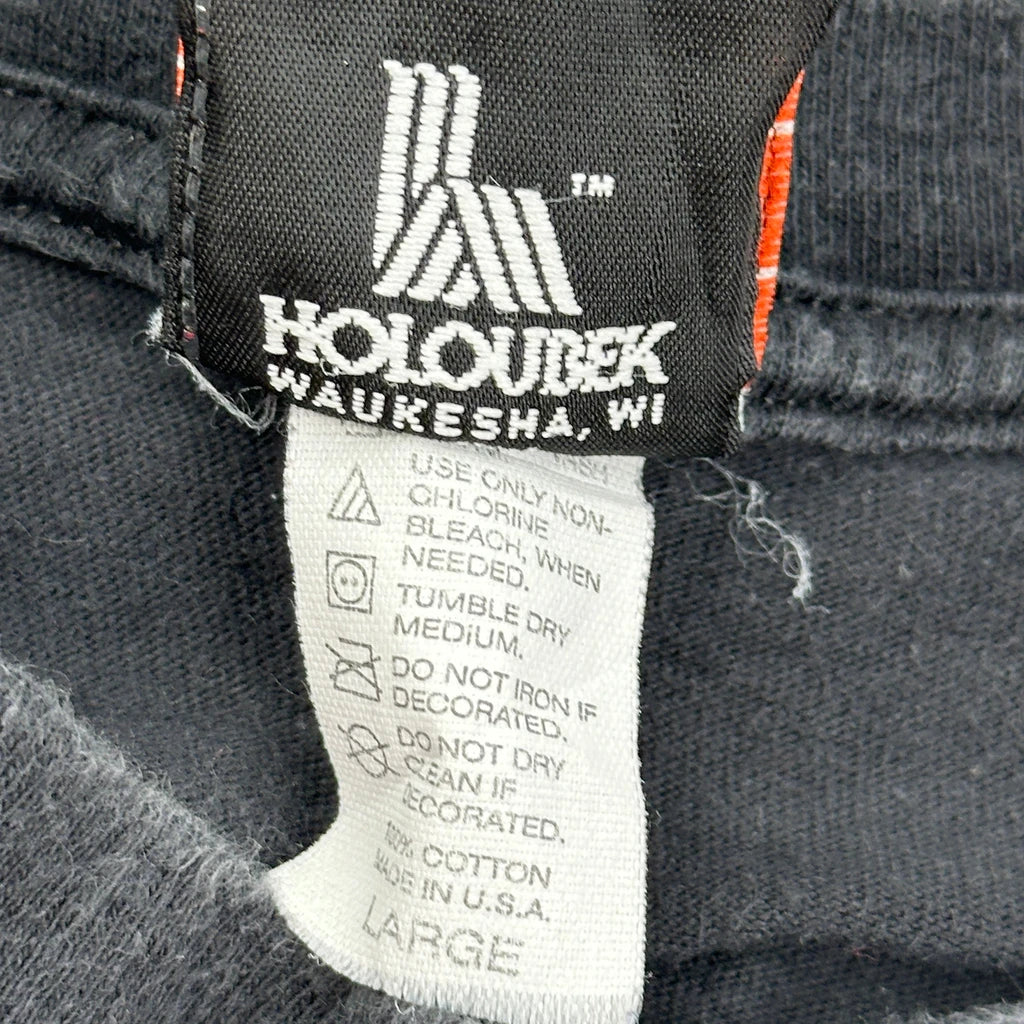 TM
HOLOUBEK
WAUKESHA, WI
USE ONLY NON-
CHLORINE
BLEACH, WHEN
NEEDED.
TUMBLE DRY
MEDIUM.
DO NOT IRON IF
DECORATED.
DO NOT DRY
CLEAN IF
DECORATED.
100% COTTON
MADE IN U.S.A.
LARGE